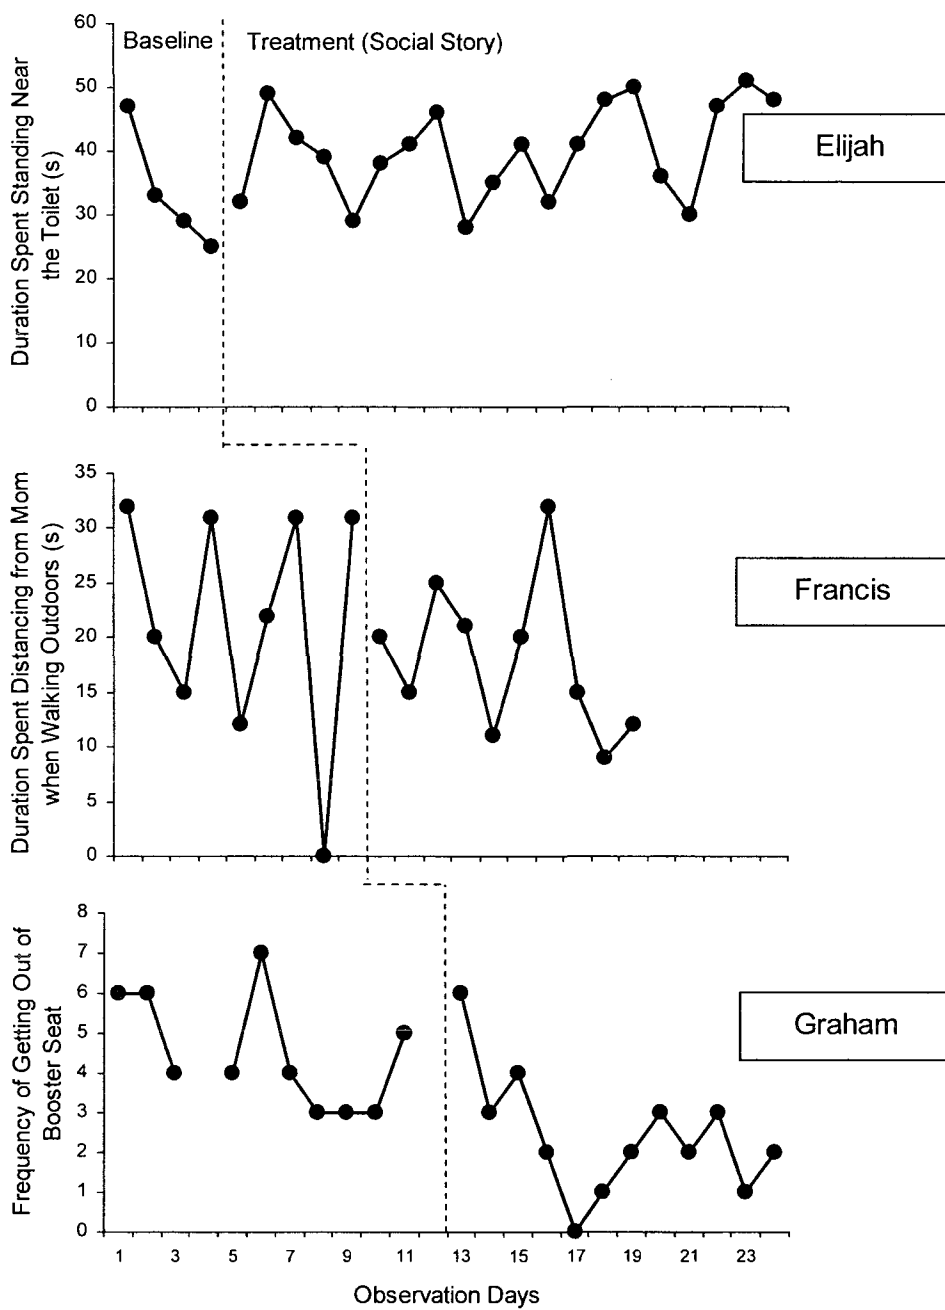 Baseline
Treatment (Social Story)
Duration Spent Standing Near
the Toilet (s)
60
50
40
30
20
10
0
Elijah
Duration Spent Distancing from Mom
when Walking Outdoors (s)
35
30
25
20
15
10
5
0
Francis
Frequency of Getting Out of
Booster Seat
8
7
6
5
4
3
2
1
0
Graham
1 3 5 7 9 11 13 15 17 19 21 23
Observation Days